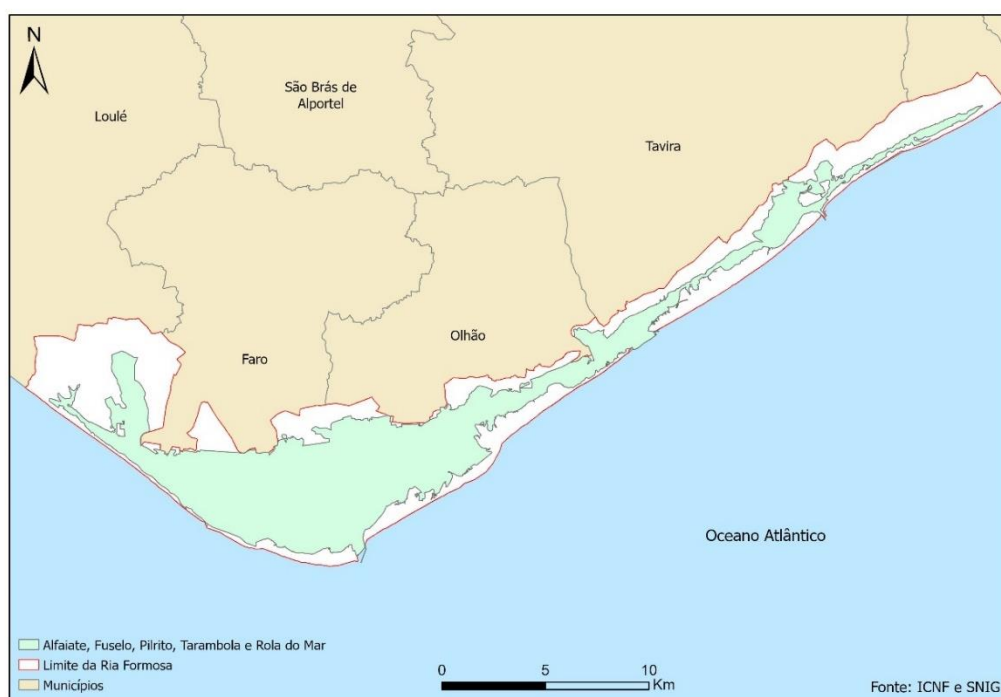 N
São Brás de
Alportel
Loulé
Tavira
Olhão
Faro
Oceano Atlântico
Alfaiate, Fuselo, Pilrito, Tarambola e Rola do Mar
Limite da Ria Formosa
Municípios
0 5 10
Km
Fonte: ICNF e SNIG